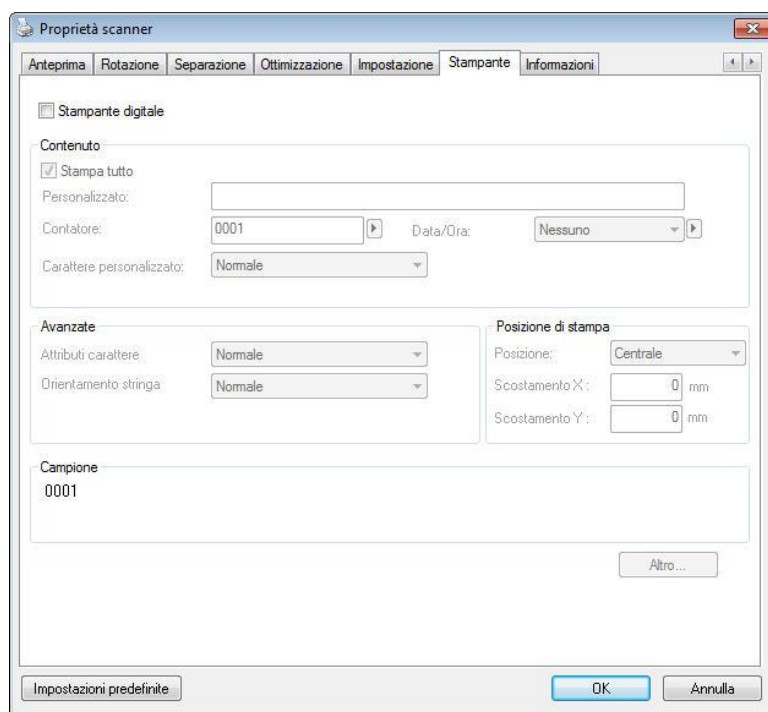 Proprietà scanner
Anteprima Rotazione Separazione Ottimizzazione Impostazione Stampante Informazioni
Stampante digitale
Contenuto
Stampa tutto
Personalizzato:
Contatore: 0001 Data/Ora: Nessuno
Carattere personalizzato: Normale
Avanzate
Attributi carattere Normale
Orientamento stringa Normale
Posizione di stampa
Posizione: Centrale
Scostamento X : 0 mm
Scostamento Y : 0 mm
Campione
0001
Altro...
Impostazioni predefinite OK Annulla